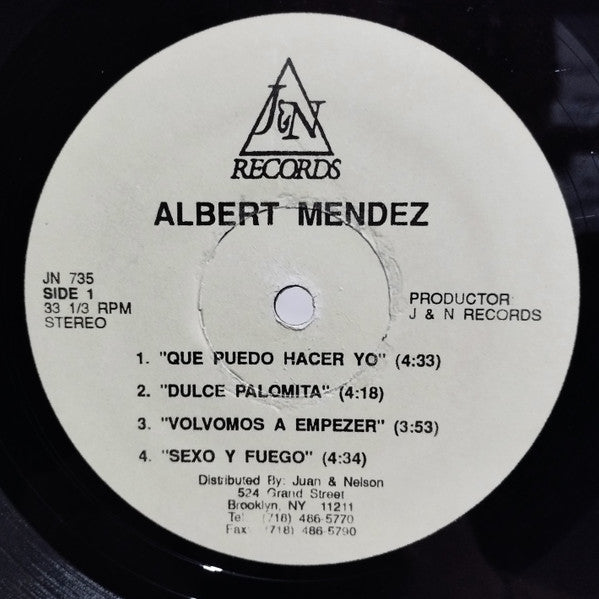 J&N
RECORDS
ALBERT MENDEZ
JN 735
SIDE 1
33 1/3 RPM
STEREO
PRODUCTOR
J & N RECORDS
1. "QUE PUEDO HACER YO" (4:33)
2. "DULCE PALOMITA" (4:18)
3. "VOLVOMOS A EMPEZER" (3:53)
4. "SEXO Y FUEGO" (4:34)
Distributed By: Juan & Nelson
524 Grand Street
Brooklyn, NY 11211
Tel: (718) 486-5770
Fax: (718) 486-5790